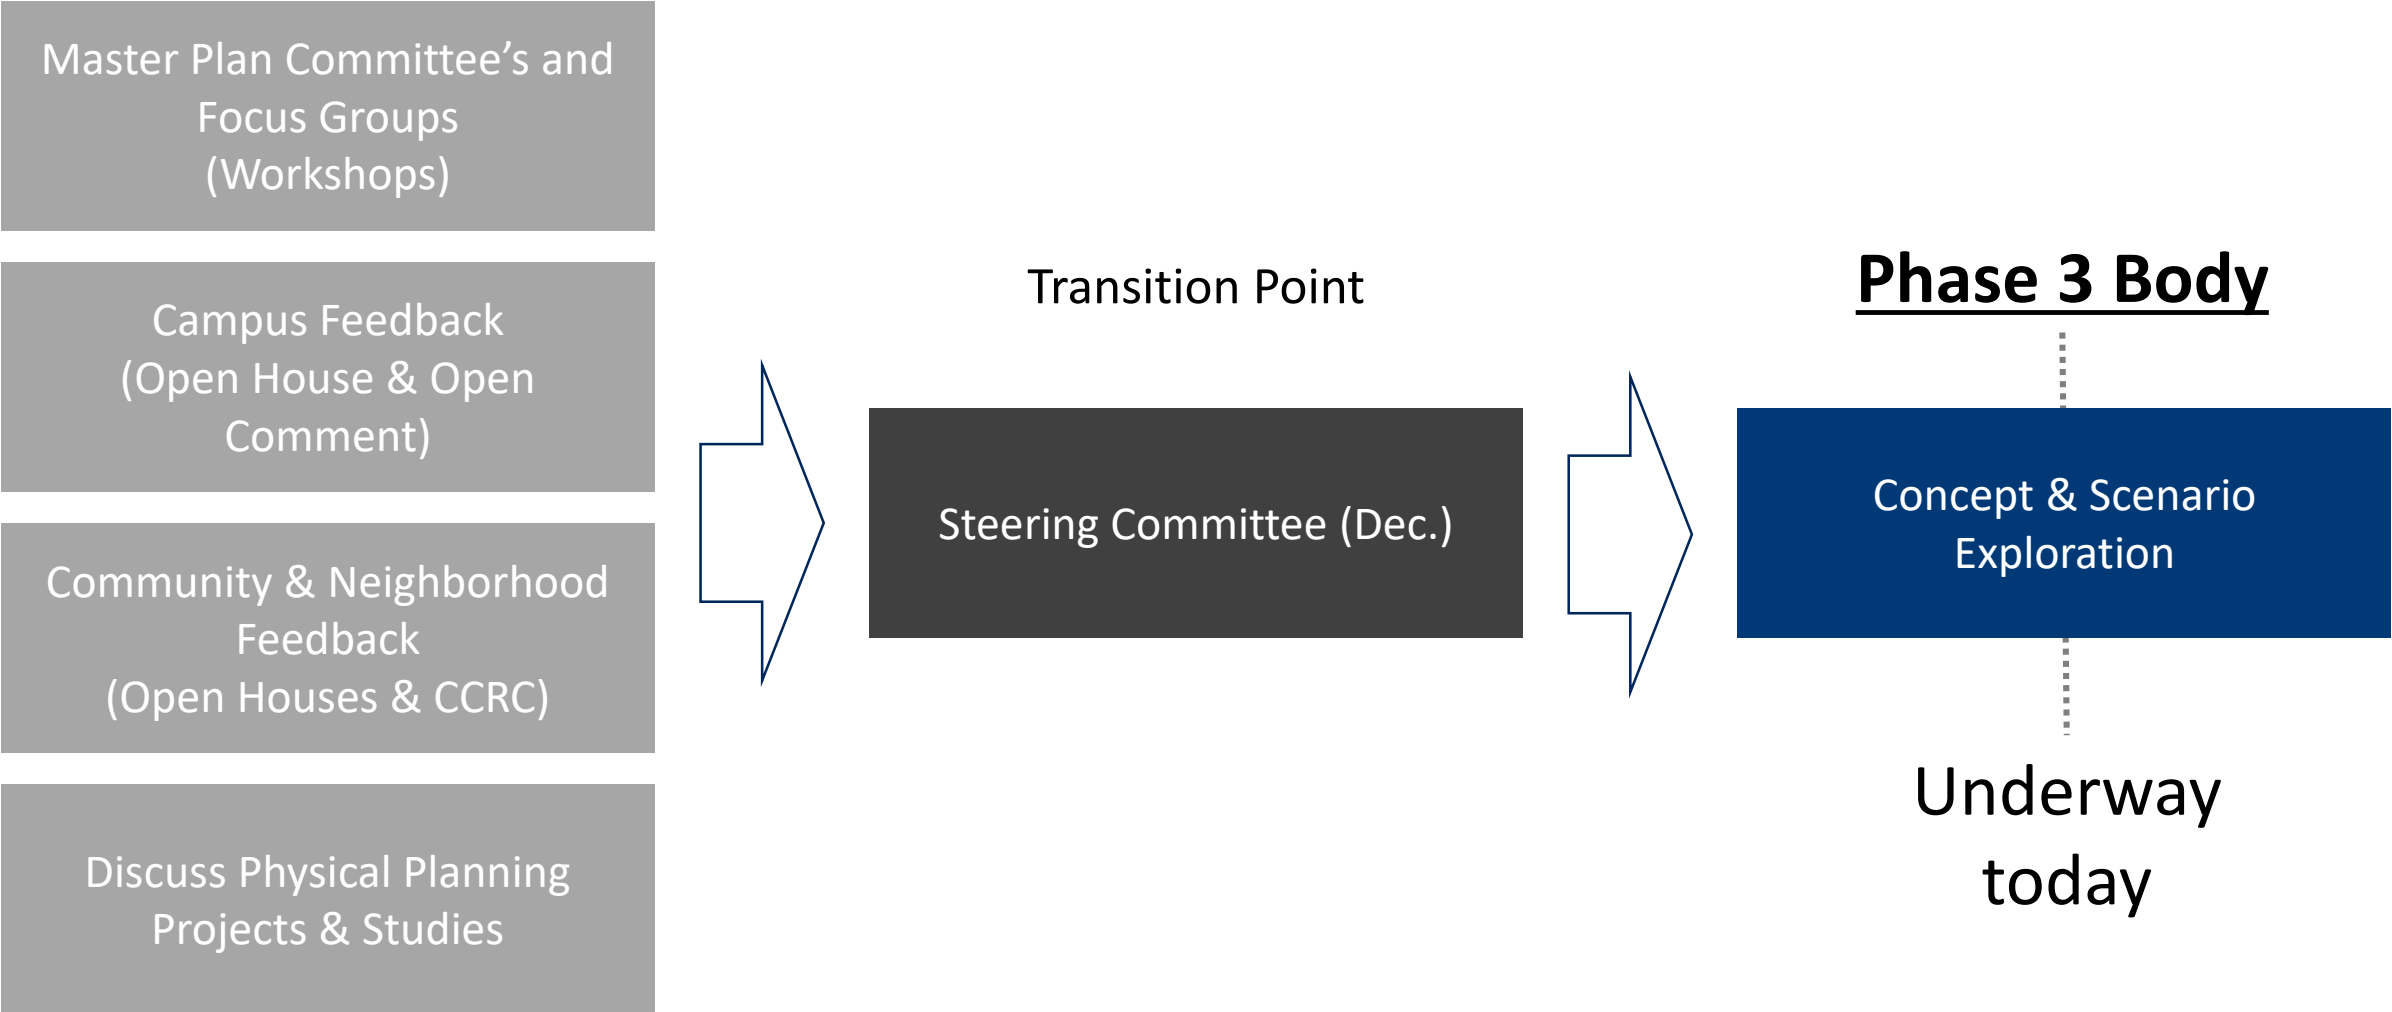 Master Plan Committee’s and
Focus Groups
(Workshops)
Campus Feedback
(Open House & Open
Comment)
Community & Neighborhood
Feedback
(Open Houses & CCRC)
Discuss Physical Planning
Projects & Studies
Transition Point
Steering Committee (Dec.)
Phase 3 Body
Concept & Scenario
Exploration
Underway
today